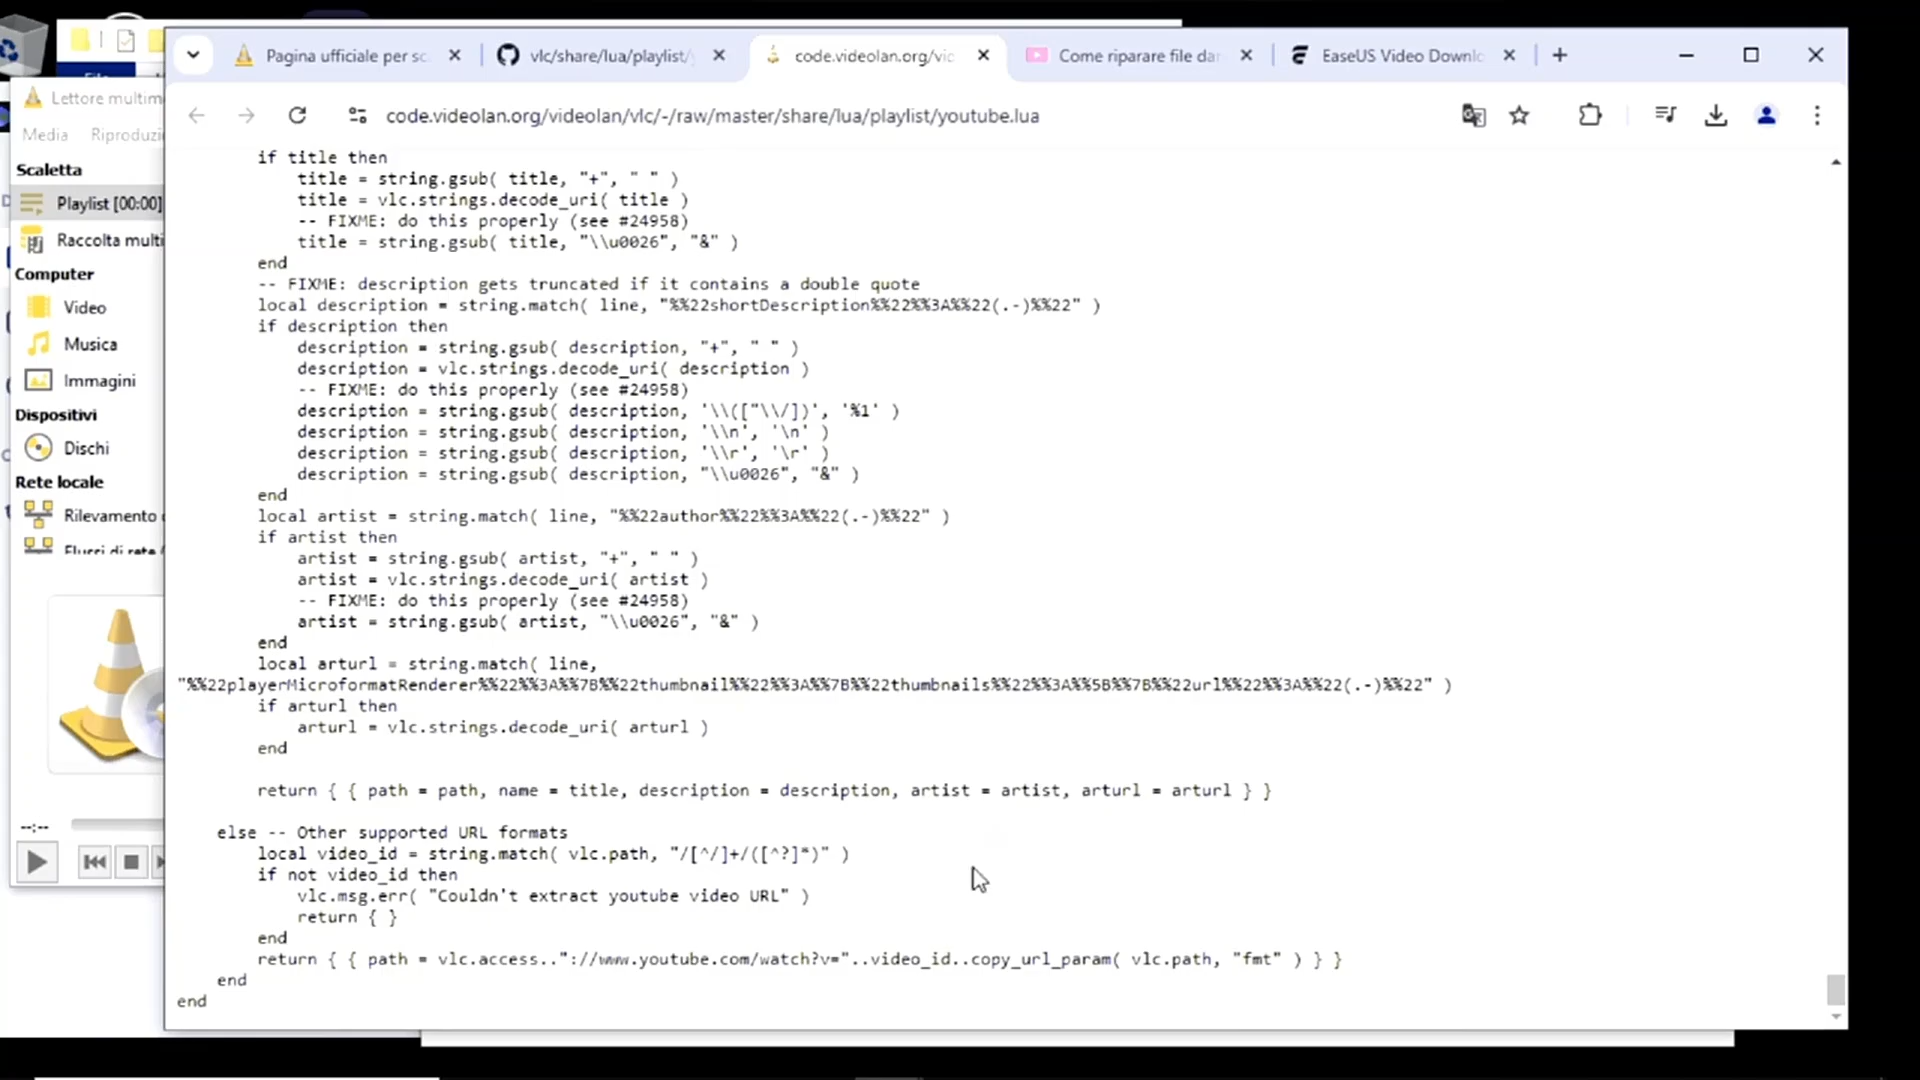 Pagina ufficiale per sc
vlc/share/lua/playlist/
code.videolan.org/vid
Come riparare file dan
EaseUS Video Downlo
code.videolan.org/videolan/vlc/-/raw/master/share/lua/playlist/youtube.lua
Lettore multim
Media Riproduzi
Scaletta
Playlist [00:00]
Raccolta multi
Computer
Video
Musica
Immagini
Dispositivi
Dischi
Rete locale
Rilevamento
Flussi di rete
--:--
if title then
title = string.gsub( title, "+", " " )
title = vlc.strings.decode_uri( title )
-- FIXME: do this properly (see #24958)
title = string.gsub( title, "\\u0026", "&" )
end
-- FIXME: description gets truncated if it contains a double quote
local description = string.match( line, "%%22shortDescription%%22%%3A%%22(.-)%%22" )
if description then
description = string.gsub( description, "+", " " )
description = vlc.strings.decode_uri( description )
-- FIXME: do this properly (see #24958)
description = string.gsub( description, '\\(["\\/])', '%1' )
description = string.gsub( description, '\\n', '\n' )
description = string.gsub( description, '\\r', '\r' )
description = string.gsub( description, "\\u0026", "&" )
end
local artist = string.match( line, "%%22author%%22%%3A%%22(.-)%%22" )
if artist then
artist = string.gsub( artist, "+", " " )
artist = vlc.strings.decode_uri( artist )
-- FIXME: do this properly (see #24958)
artist = string.gsub( artist, "\\u0026", "&" )
end
local arturl = string.match( line,
"%%22playerMicroformatRenderer%%22%%3A%%7B%%22thumbnail%%22%%3A%%7B%%22thumbnails%%22%%3A%%5B%%7B%%22url%%22%%3A%%22(.-)%%22" )
if arturl then
arturl = vlc.strings.decode_uri( arturl )
end
return { { path = path, name = title, description = description, artist = artist, arturl = arturl } }
else -- Other supported URL formats
local video_id = string.match( vlc.path, "/[^/]+/([^?]*)" )
if not video_id then
vlc.msg.err( "Couldn't extract youtube video URL" )
return { }
end
return { { path = vlc.access.."://www.youtube.com/watch?v="..video_id..copy_url_param( vlc.path, "fmt" ) } }
end
end